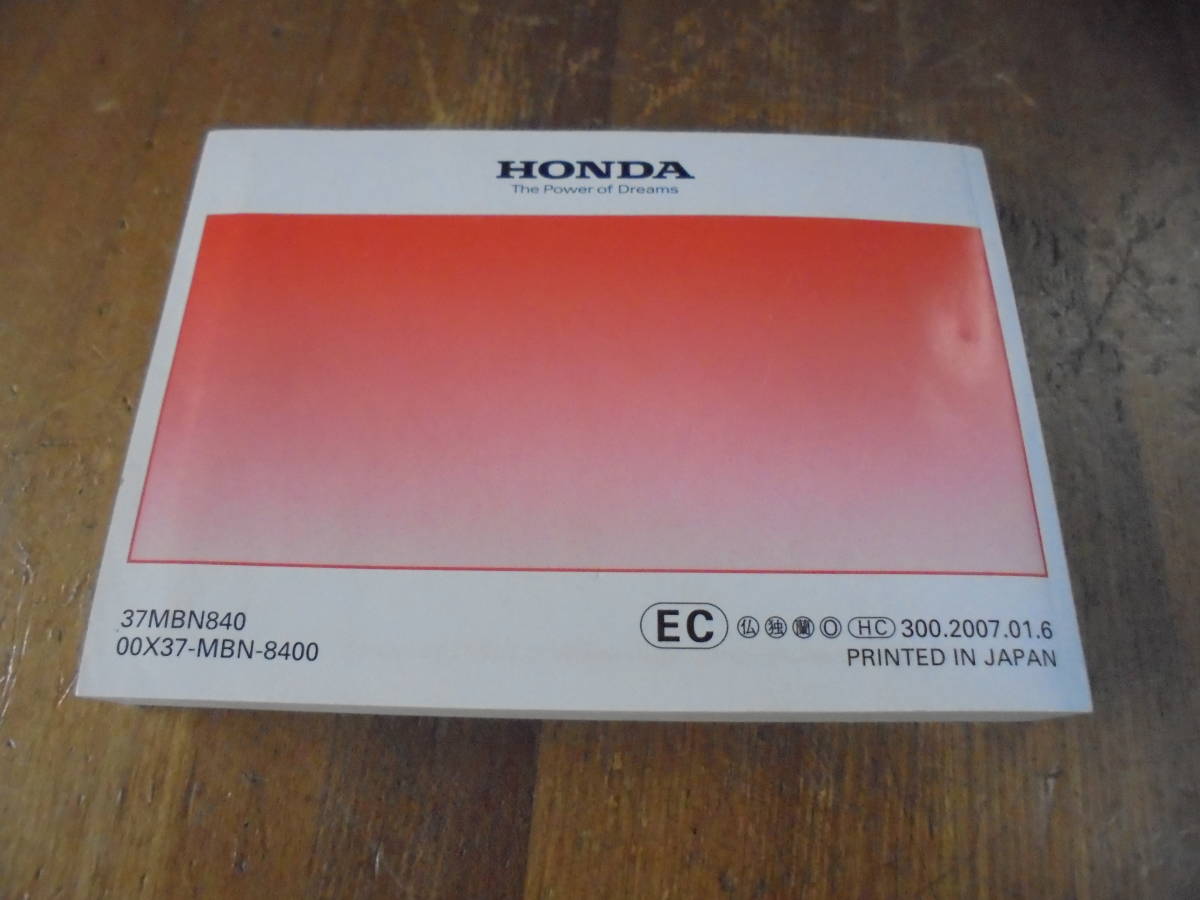 HONDA
The Power of Dreams
37MBN840
00X37-MBN-8400
EC 仏 独 蘭 O HC 300.2007.01.6
PRINTED IN JAPAN